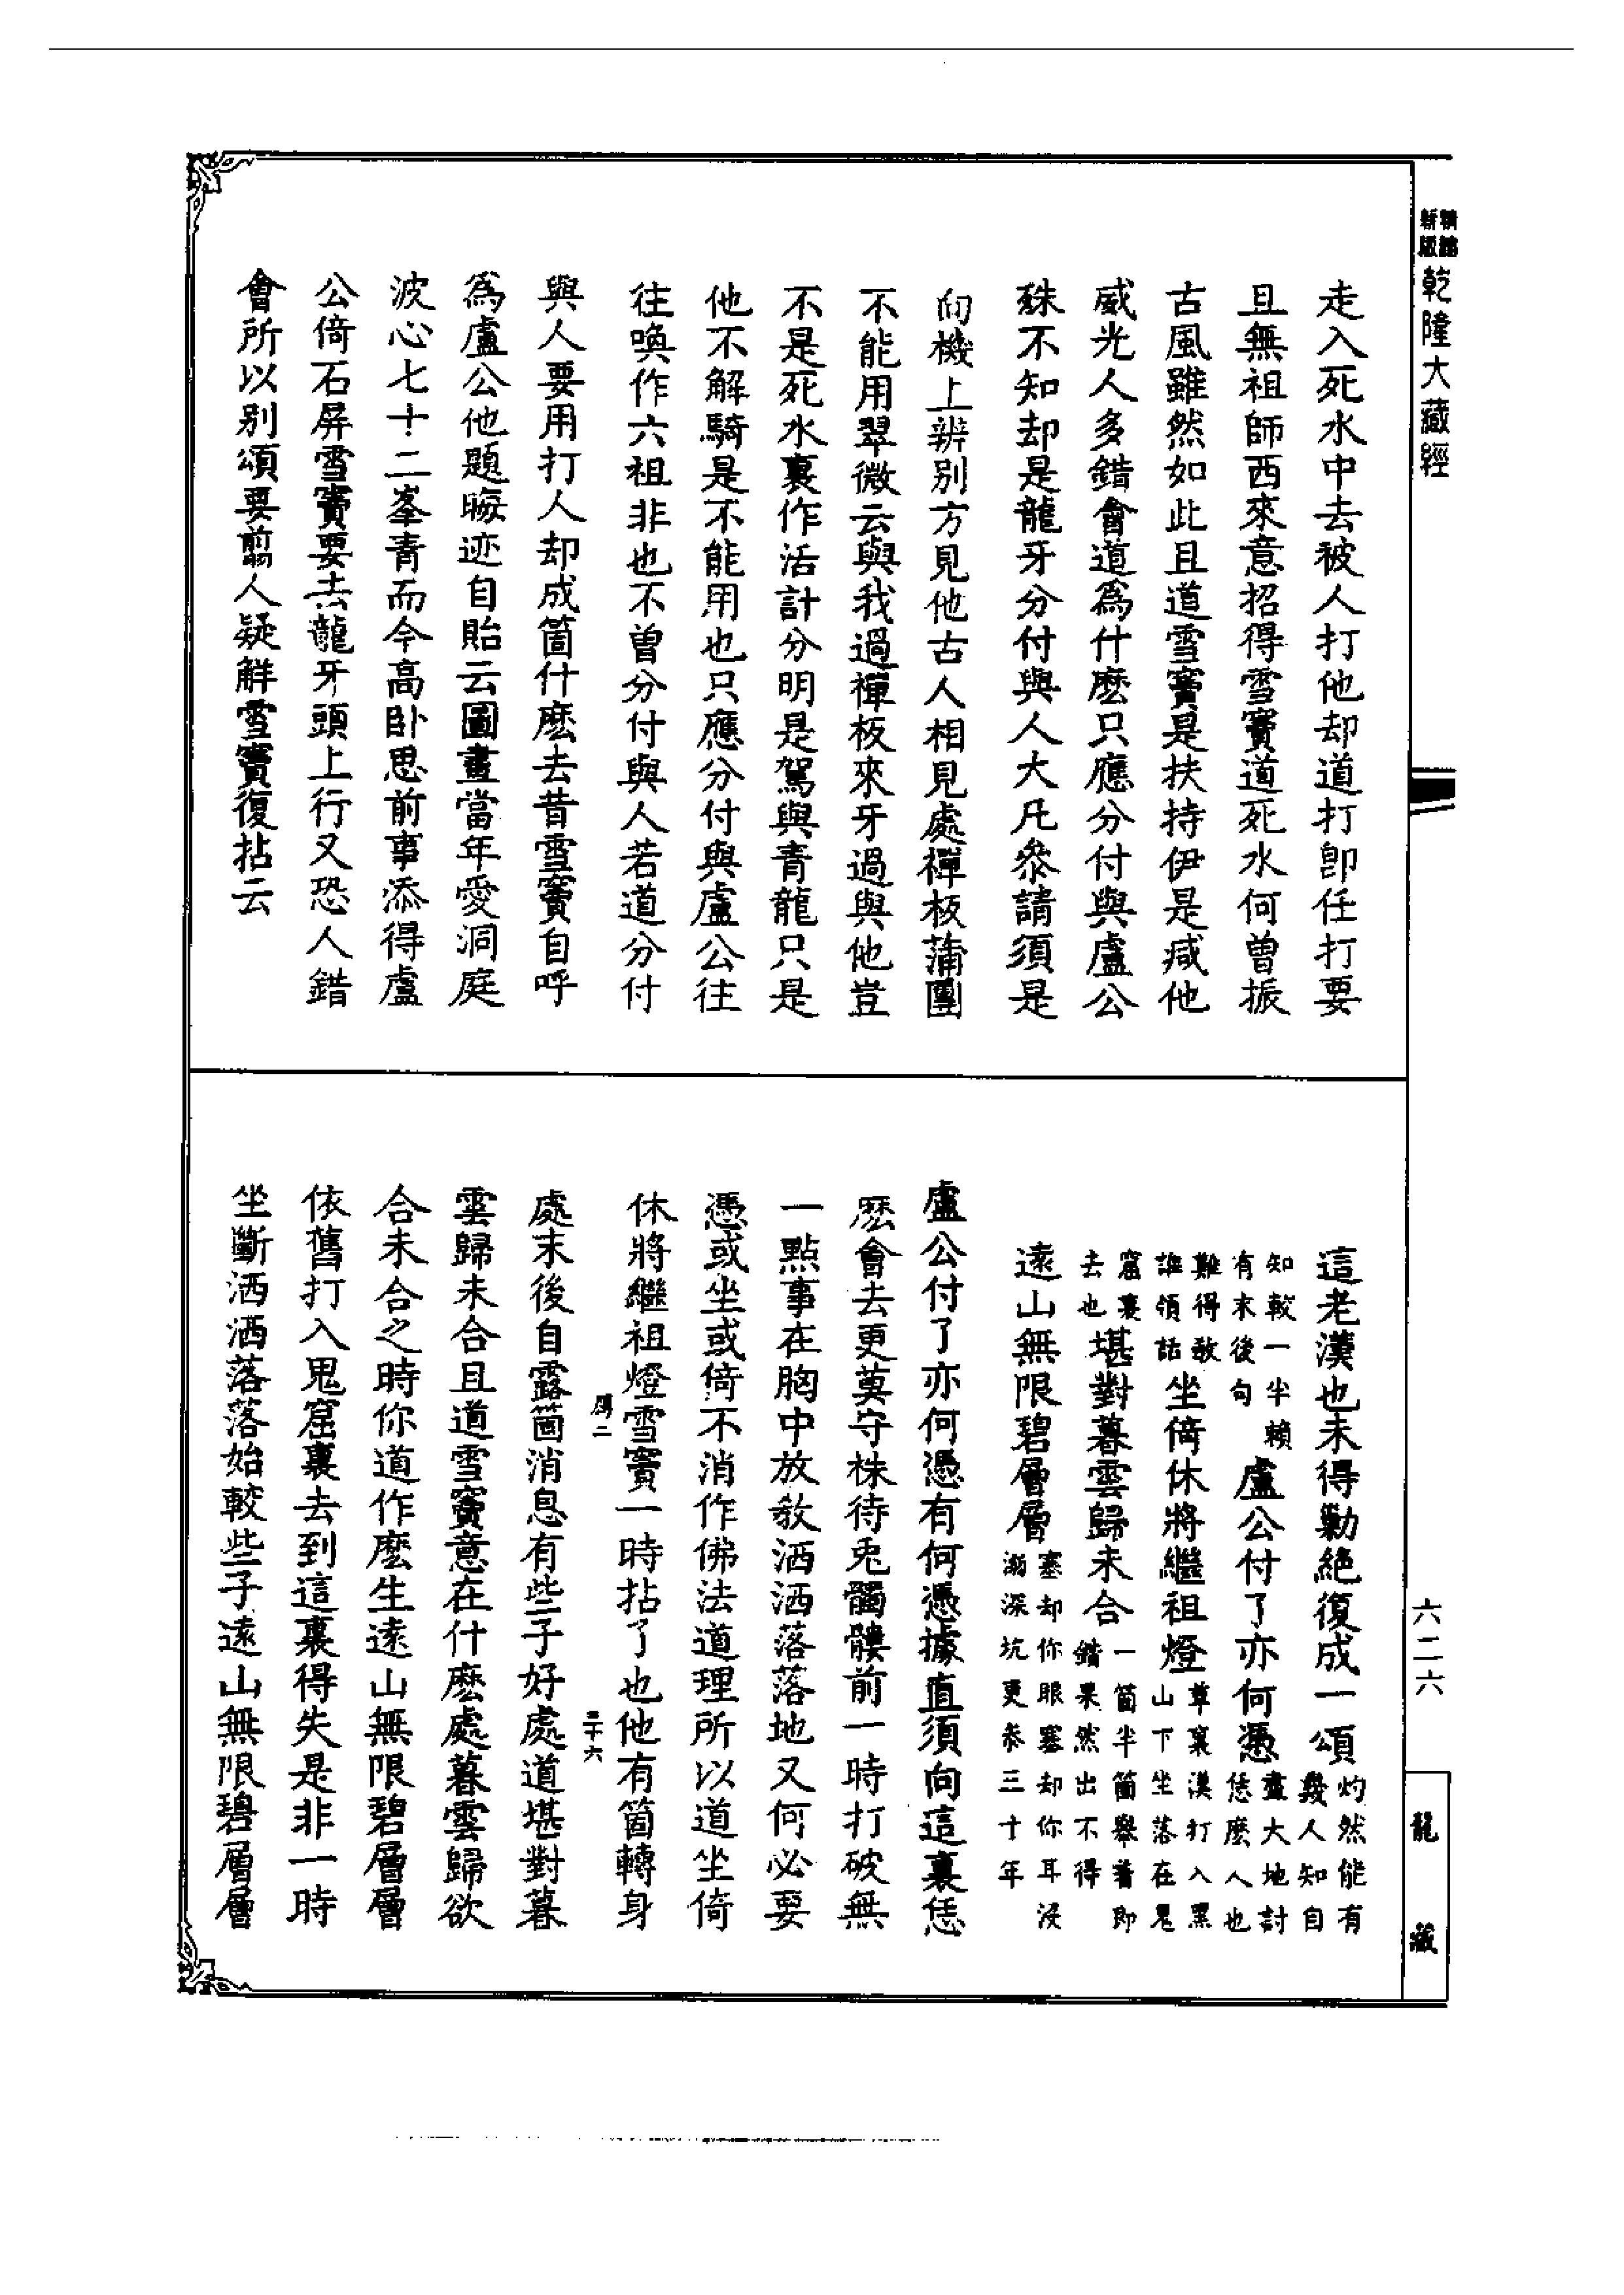 精縮
新版
乾隆大藏經
走入死水中去被人打他却道打即任打要
且無祖師西來意招得雪竇道死水何曽振
古風雖然如此且道雪竇是扶持伊是減他
威光人多錯會道爲什麽只應分付與盧公
殊不知却是龍牙分付與人大凡參請須是
向機上辨別方見他古人相見處禪板蒲團
不能用翠微云與我過禪板來牙過與他豈
不是死水裏作活計分明是駕與青龍只是
他不解騎是不能用也只應分付與盧公往
往喚作六祖非也不曽分付與人若道分付
與人要用打人却成箇什麽去昔雪竇自呼
爲盧公他題晦迹自貽云圖畫當年愛洞庭
波心七十二峯青而今高卧思前事添得盧
公倚石屏雪竇要去龍牙頭上行又恐人錯
會所以別頌要翦人疑解雪竇復拈云
六二六
龍藏
這老漢也未得勦絶復成一頌灼然能有幾人知自
知較一半賴有末後句盧公付了亦何憑盡大地討恁麽人也
難得教誰領話坐倚休將繼祖燈草裏漢打入黑山下坐落在鬼
窟裏去也堪對暮雲歸未合一箇半箇舉着即錯果然出不得
遠山無限碧層層塞却你眼塞却你耳沒溺深坑更參三十年
盧公付了亦何憑有何憑據直須向這裏恁
麽會去更莫守株待兎髑髏前一時打破無
一點事在胸中放教洒洒落落地又何必要
憑或坐或倚不消作佛法道理所以道坐倚
休將繼祖燈雪竇一時拈了也他有箇轉身
二十六
處末後自露箇消息有些子好處道堪對暮
雲歸未合且道雪竇意在什麽處暮雲歸欲
合未合之時你道作麽生遠山無限碧層層
依舊打入鬼窟裏去到這裏得失是非一時
坐斷洒洒落落始較些子遠山無限碧層層